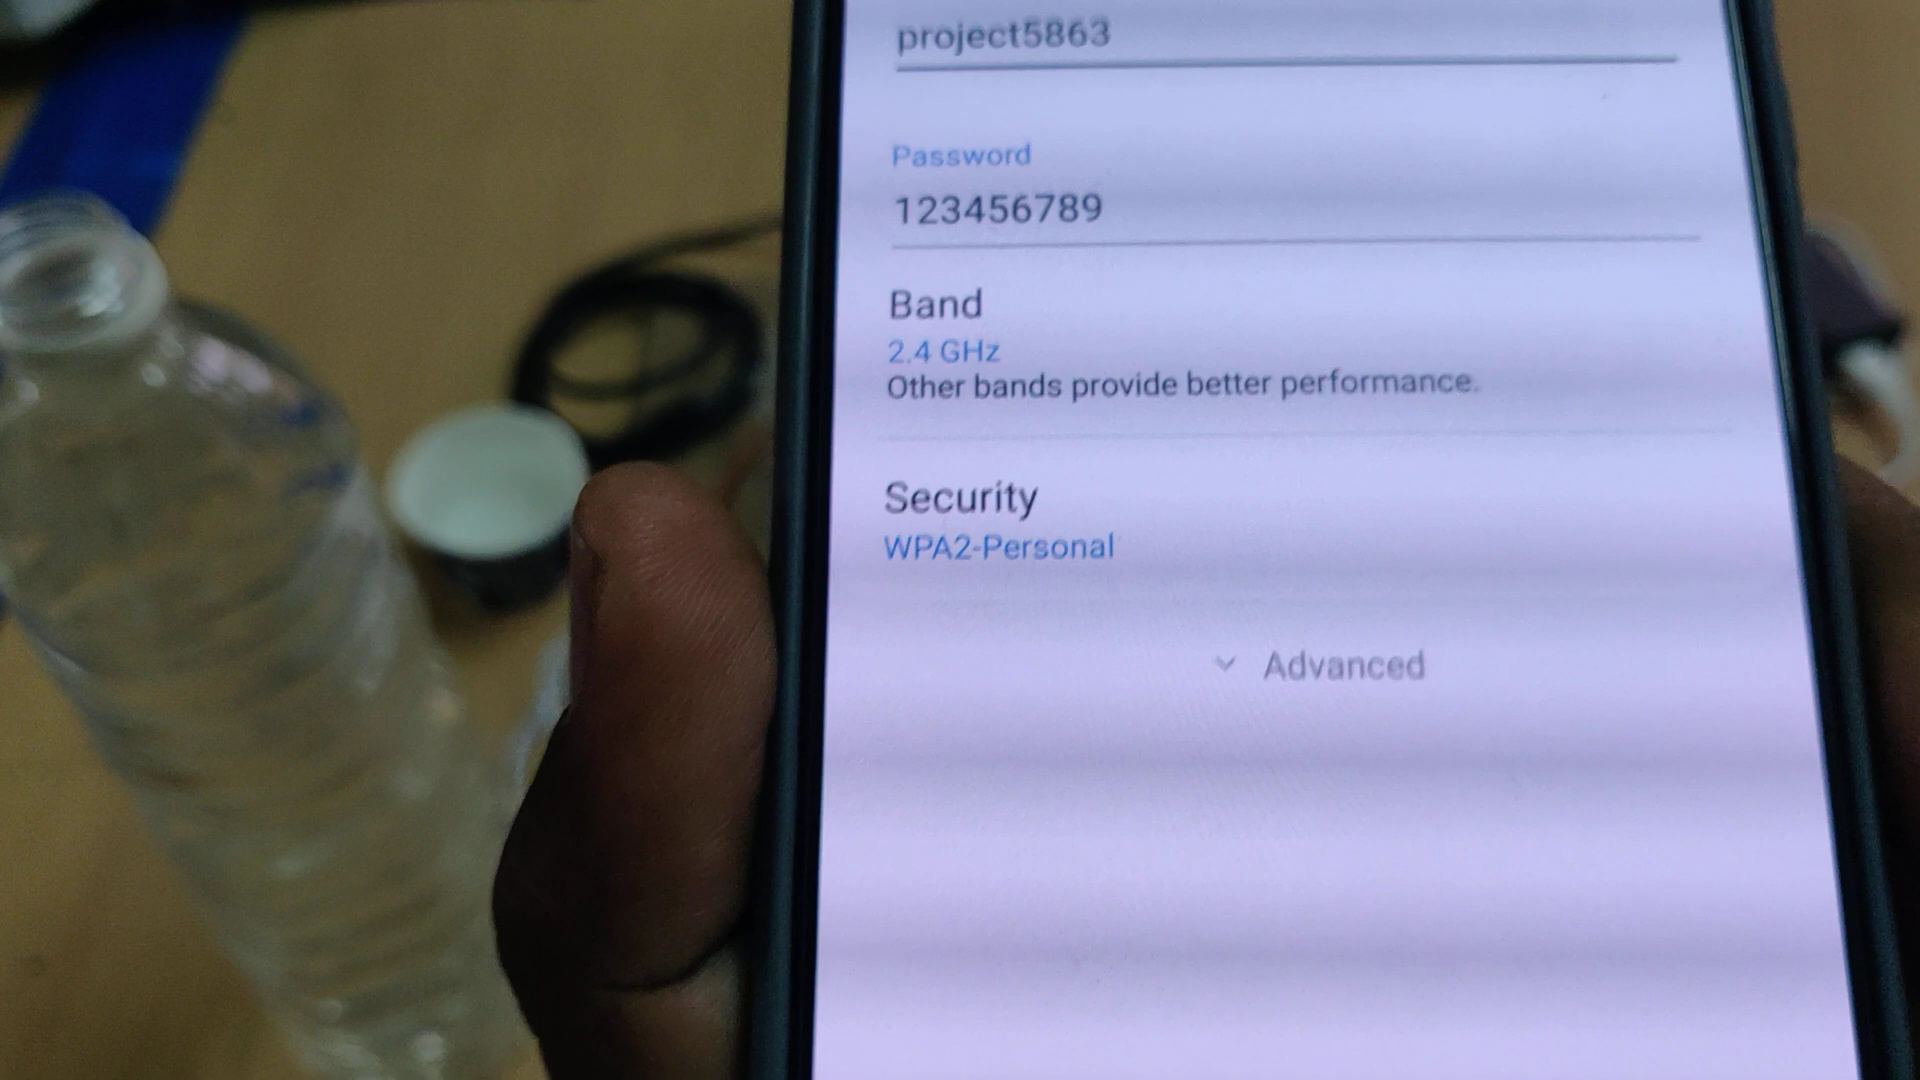 project5863
Password
123456789
Band
2.4 GHz
Other bands provide better performance.
Security
WPA2-Personal
Advanced